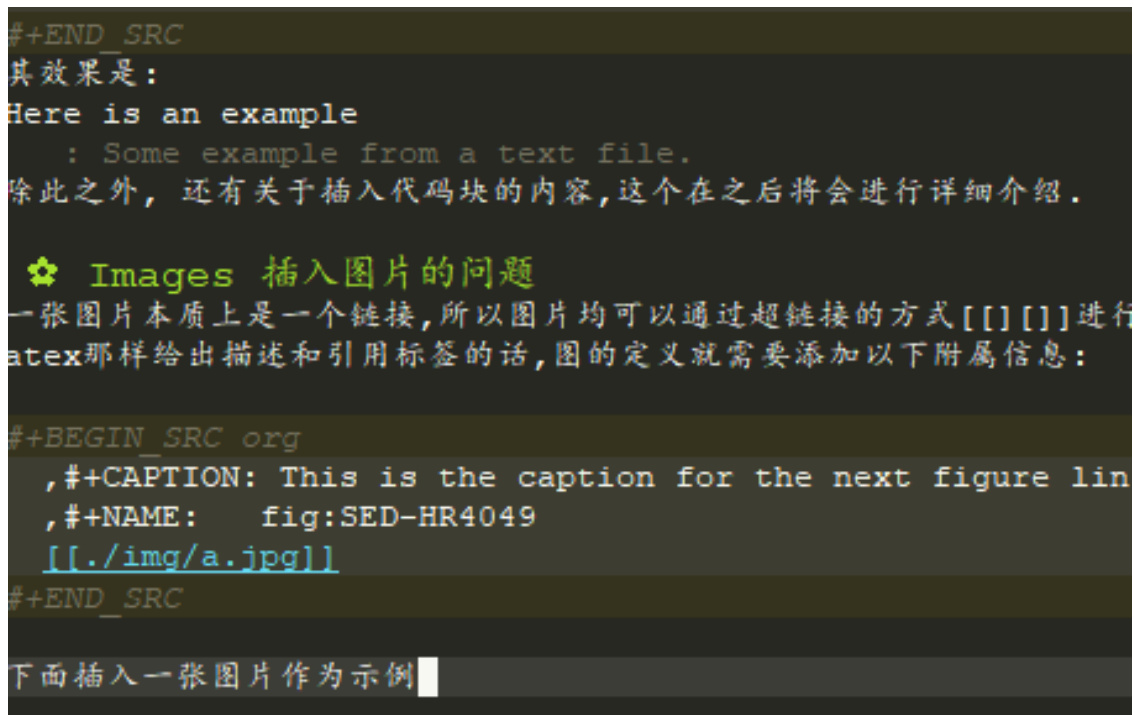 #+END_SRC
其效果是:
Here is an example
: Some example from a text file.
除此之外, 还有关于插入代码块的内容,这个在之后将会进行详细介绍.
✿ Images 插入图片的问题
一张图片本质上是一个链接,所以图片均可以通过超链接的方式[[][]]进行
atex那样给出描述和引用标签的话,图的定义就需要添加以下附属信息:
#+BEGIN_SRC org
,#+CAPTION: This is the caption for the next figure lin
,#+NAME:   fig:SED-HR4049
[[./img/a.jpg]]
#+END_SRC
下面插入一张图片作为示例